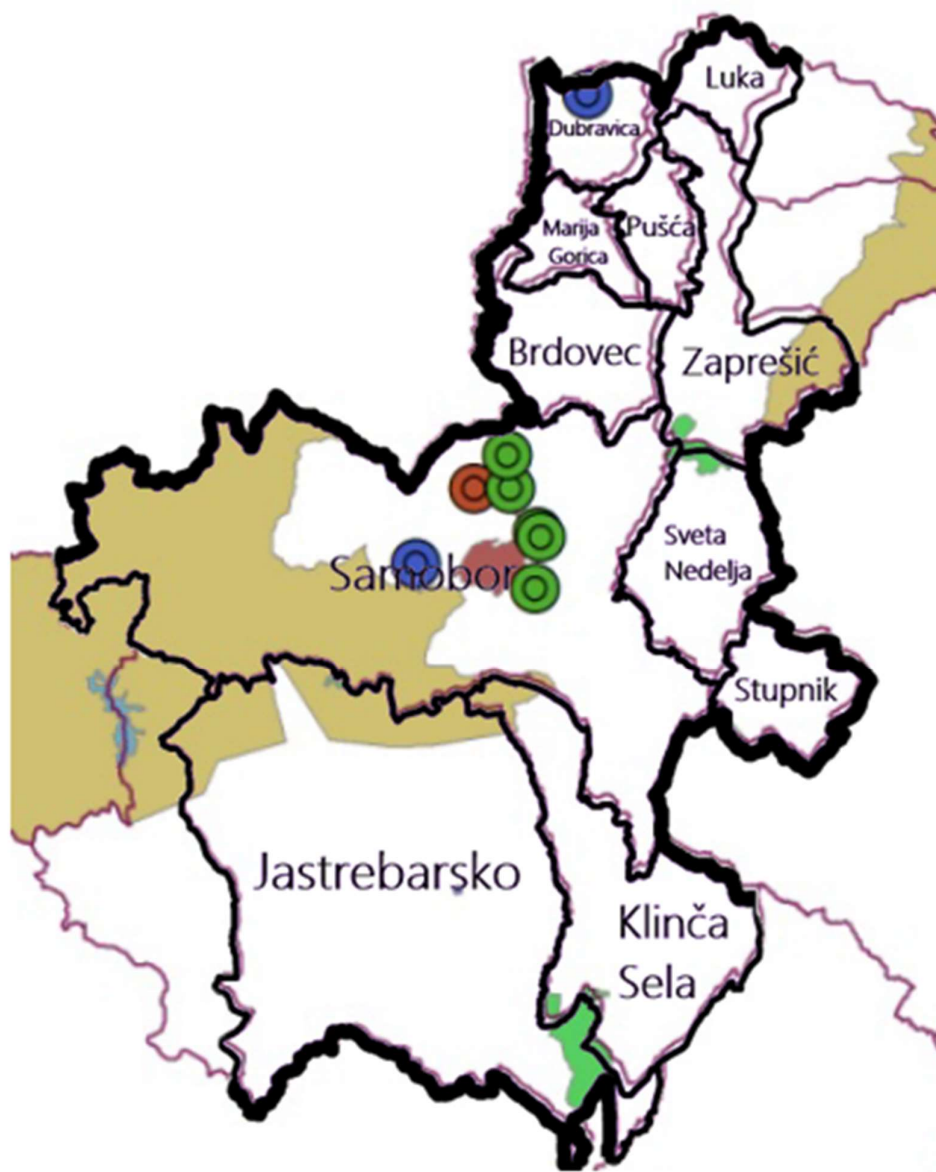 Luka
Dubravica
Marija
Gorica
Pušća
Brdovec
Zaprešić
Samobor
Sveta
Nedelja
Stupnik
Jastrebarsko
Klinča
Sela